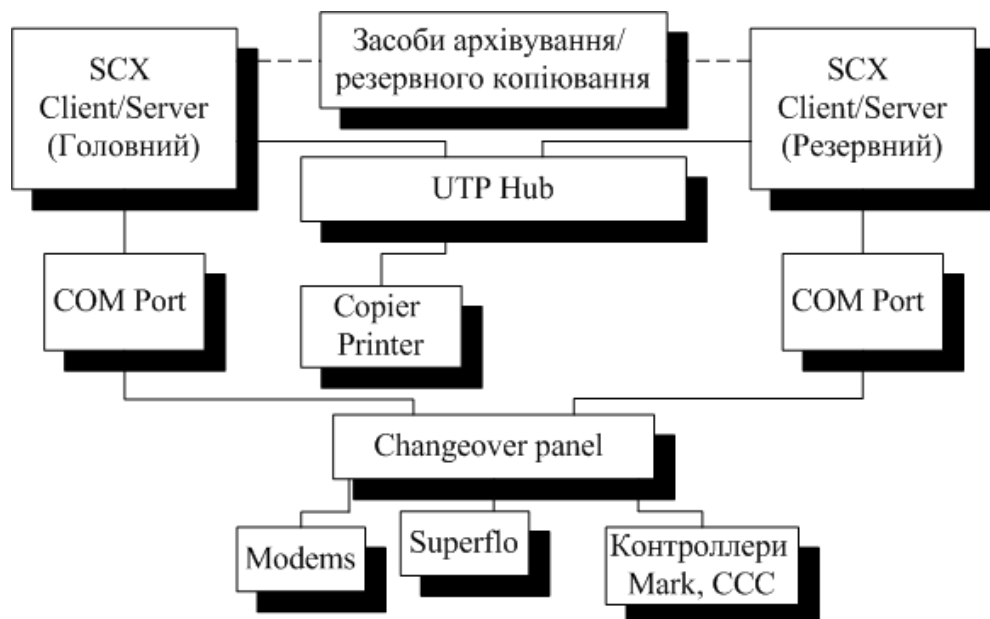 SCX
Client/Server
(Головний)
Засоби архівування/
резервного копіювання
SCX
Client/Server
(Резервний)
UTP Hub
COM Port
Copier
Printer
COM Port
Changeover panel
Modems
Superflo
Контроллери
Mark, CCC